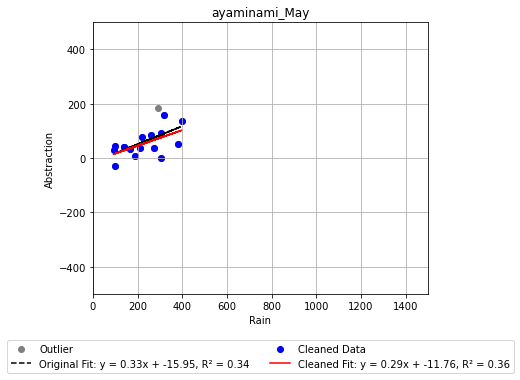 ayaminami_May
Abstraction
400
200
0
−200
−400
0 200 400 600 800 1000 1200 1400
Rain
Outlier Cleaned Data
Original Fit: y = 0.33x + -15.95, R² = 0.34 Cleaned Fit: y = 0.29x + -11.76, R² = 0.36